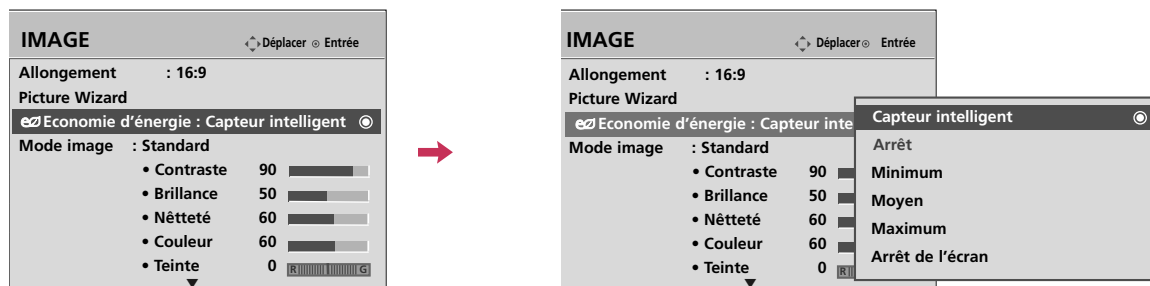 IMAGE Déplacer Entrée
Allongement : 16:9
Picture Wizard
Economie d'énergie : Capteur intelligent
Mode image : Standard
• Contraste 90
• Brillance 50
• Nêtteté 60
• Couleur 60
• Teinte 0 R G
IMAGE Déplacer Entrée
Allongement : 16:9
Picture Wizard
Economie d'énergie : Capteur inte
Mode image : Standard
• Contraste 90
• Brillance 50
• Nêtteté 60
• Couleur 60
• Teinte 0 R
Capteur intelligent
Arrêt
Minimum
Moyen
Maximum
Arrêt de l'écran